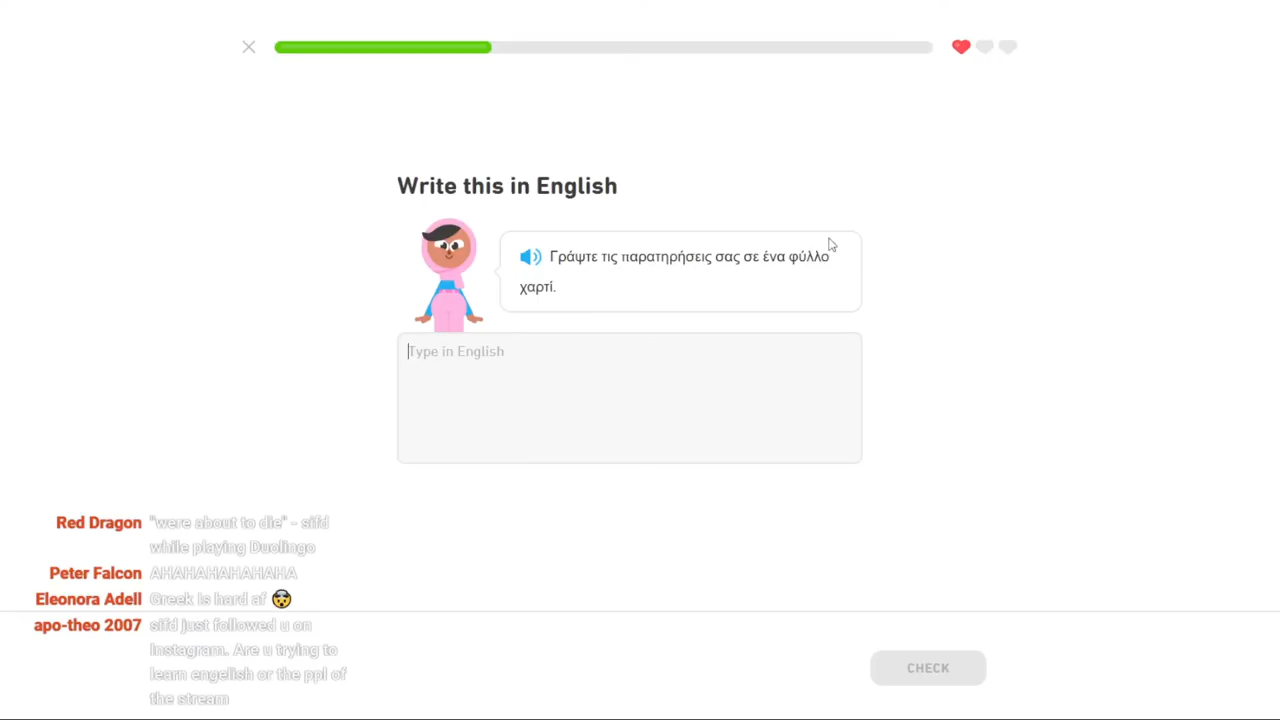 Write this in English
Γράψτε τις παρατηρήσεις σας σε ένα φύλλο
χαρτί.
Type in English
Red Dragon "were about to die" - sifd
while playing Duolingo
Peter Falcon AHAHAHAHAHAHA
Eleonora Adell Greek is hard af 🤯
apo-theo 2007 sifd just followed u on
Instagram. Are u trying to
learn engelish or the ppl of
the stream
CHECK